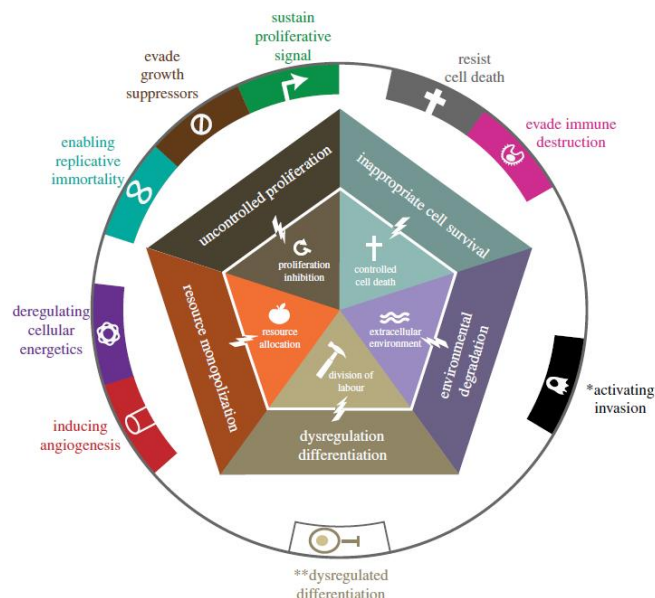 sustain
proliferative
signal
evade
growth
suppressors
resist
cell death
enabling
replicative
immortality
evade immune
destruction
uncontrolled proliferation
inappropriate cell survival
proliferation
inhibition
controlled
cell death
deregulating
cellular
energetics
resource monopolization
resource
allocation
extracellular
environment
environmental
degradation
*activating
invasion
division of
labour
inducing
angiogenesis
dysregulation
differentiation
**dysregulated
differentiation